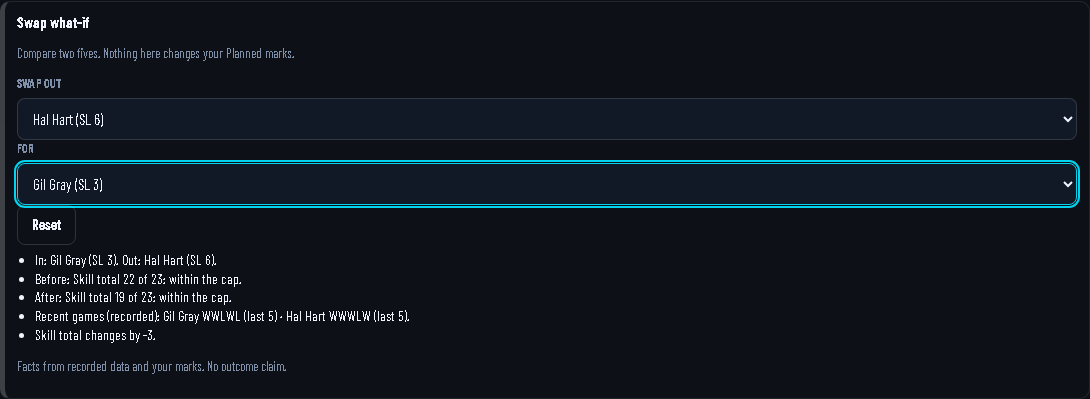 Swap what-if
Compare two fives. Nothing here changes your Planned marks.
SWAP OUT
Hal Hart (SL 6)
FOR
Gil Gray (SL 3)
Reset
• In: Gil Gray (SL 3). Out: Hal Hart (SL 6).
• Before: Skill total 22 of 23: within the cap.
• After: Skill total 19 of 23: within the cap.
• Recent games (recorded): Gil Gray WWLWL (last 5) · Hal Hart WWWLW (last 5).
• Skill total changes by -3.
Facts from recorded data and your marks. No outcome claim.